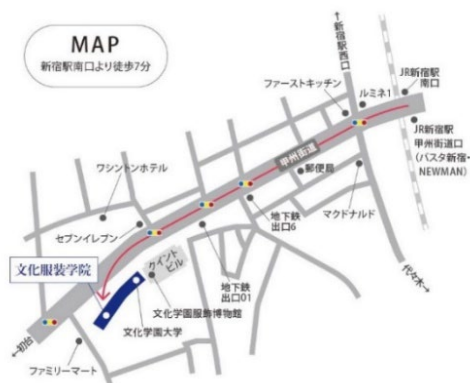 MAP
新宿駅南口より徒歩7分
↑新宿駅西口
JR新宿駅
南口
ルミネ1
ファーストキッチン
JR新宿駅
甲州街道口
(バスタ新宿・
NEWMAN)
甲州街道
郵便局
ワシントンホテル
マクドナルド
地下鉄
出口6
セブンイレブン
代々木→
クイント
ビル
地下鉄
出口01
文化服装学院
文化学園服飾博物館
文化学園大学
←初台
ファミリーマート